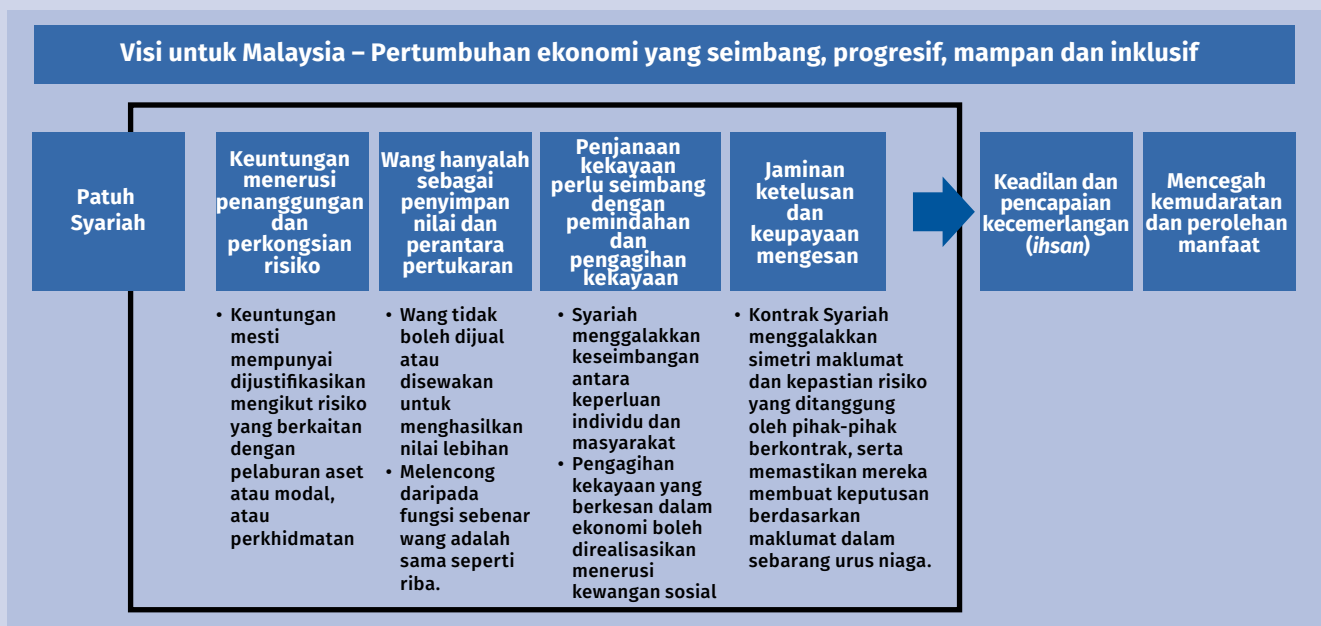 Visi untuk Malaysia – Pertumbuhan ekonomi yang seimbang, progresif, mampan dan inklusif
Patuh
Syariah
Keuntungan
menerusi
penanggungan
dan
perkongsian
risiko
Wang hanyalah
sebagai
penyimpan
nilai dan
perantara
pertukaran
Penjanaan
kekayaan
perlu seimbang
dengan
pemindahan
dan
pengagihan
kekayaan
Jaminan
ketelusan
dan
keupayaan
mengesan
Keadilan dan
pencapaian
kecemerlangan
(ihsan)
Mencegah
kemudaratan
dan perolehan
manfaat
• Keuntungan
mesti
mempunyai
dijustifikasikan
mengikut risiko
yang berkaitan
dengan
pelaburan aset
atau modal,
atau
perkhidmatan
• Wang tidak
boleh dijual
atau
disewakan
untuk
menghasilkan
nilai lebihan
• Melencong
daripada
fungsi sebenar
wang adalah
sama seperti
riba.
• Syariah
menggalakkan
keseimbangan
antara
keperluan
individu dan
masyarakat
• Pengagihan
kekayaan yang
berkesan dalam
ekonomi boleh
direalisasikan
menerusi
kewangan sosial
• Kontrak Syariah
menggalakkan
simetri maklumat
dan kepastian risiko
yang ditanggung
oleh pihak-pihak
berkontrak, serta
memastikan mereka
membuat keputusan
berdasarkan
maklumat dalam
sebarang urus niaga.